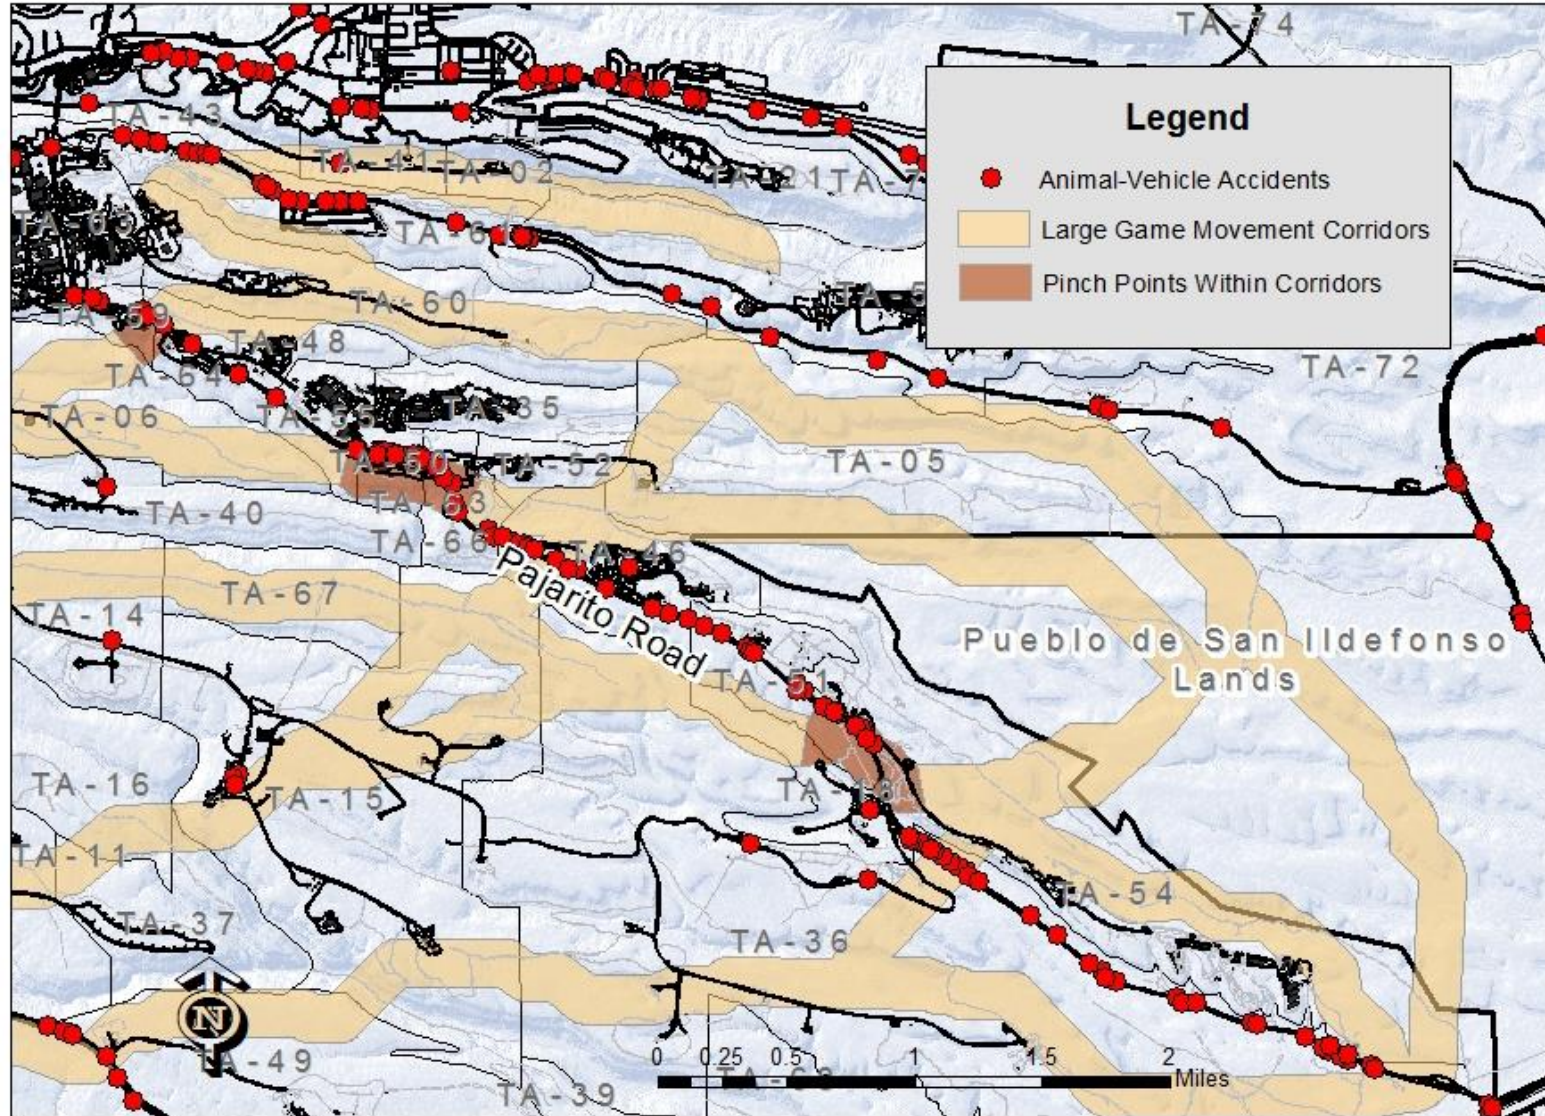 TA-74
Legend
Animal-Vehicle Accidents
Large Game Movement Corridors
Pinch Points Within Corridors
TA-43
TA-41
TA-02
TA-21
TA-03
TA-61
TA-60
TA-59
TA-48
TA-72
TA-64
TA-06
TA-55
TA-35
TA-50
TA-52
TA-05
TA-63
TA-40
TA-66
TA-46
Pajarito Road
TA-67
TA-14
Pueblo de San Ildefonso
Lands
TA-51
TA-16
TA-15
TA-18
TA-11
TA-54
TA-37
TA-36
N
TA-49
TA-39
0 0.25 0.5 1 1.5 2
Miles